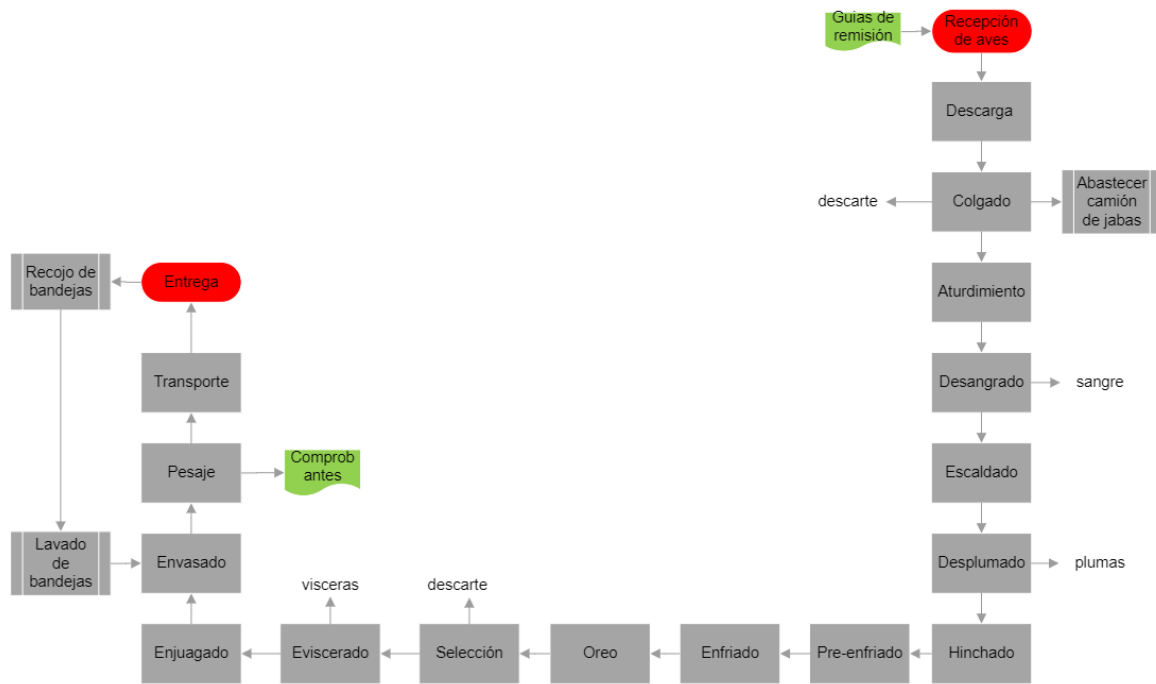 Guias de
remisión
Recepción
de aves
Descarga
descarte
Colgado
Abastecer
camión
de jabas
Recojo de
bandejas
Entrega
Aturdimiento
Transporte
Desangrado
sangre
Pesaje
Comprob
antes
Escaldado
Lavado
de
bandejas
Envasado
Desplumado
plumas
visceras
descarte
Enjuagado
Eviscerado
Selección
Oreo
Enfriado
Pre-enfriado
Hinchado